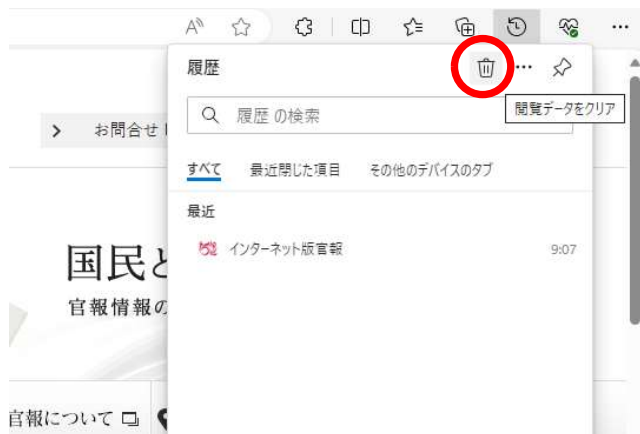 履歴
履歴 の検索
閲覧データをクリア
お問合せ
すべて 最近閉じた項目 その他のデバイスのタブ
最近
インターネット版官報 9:07
国民と
官報情報の
官報について